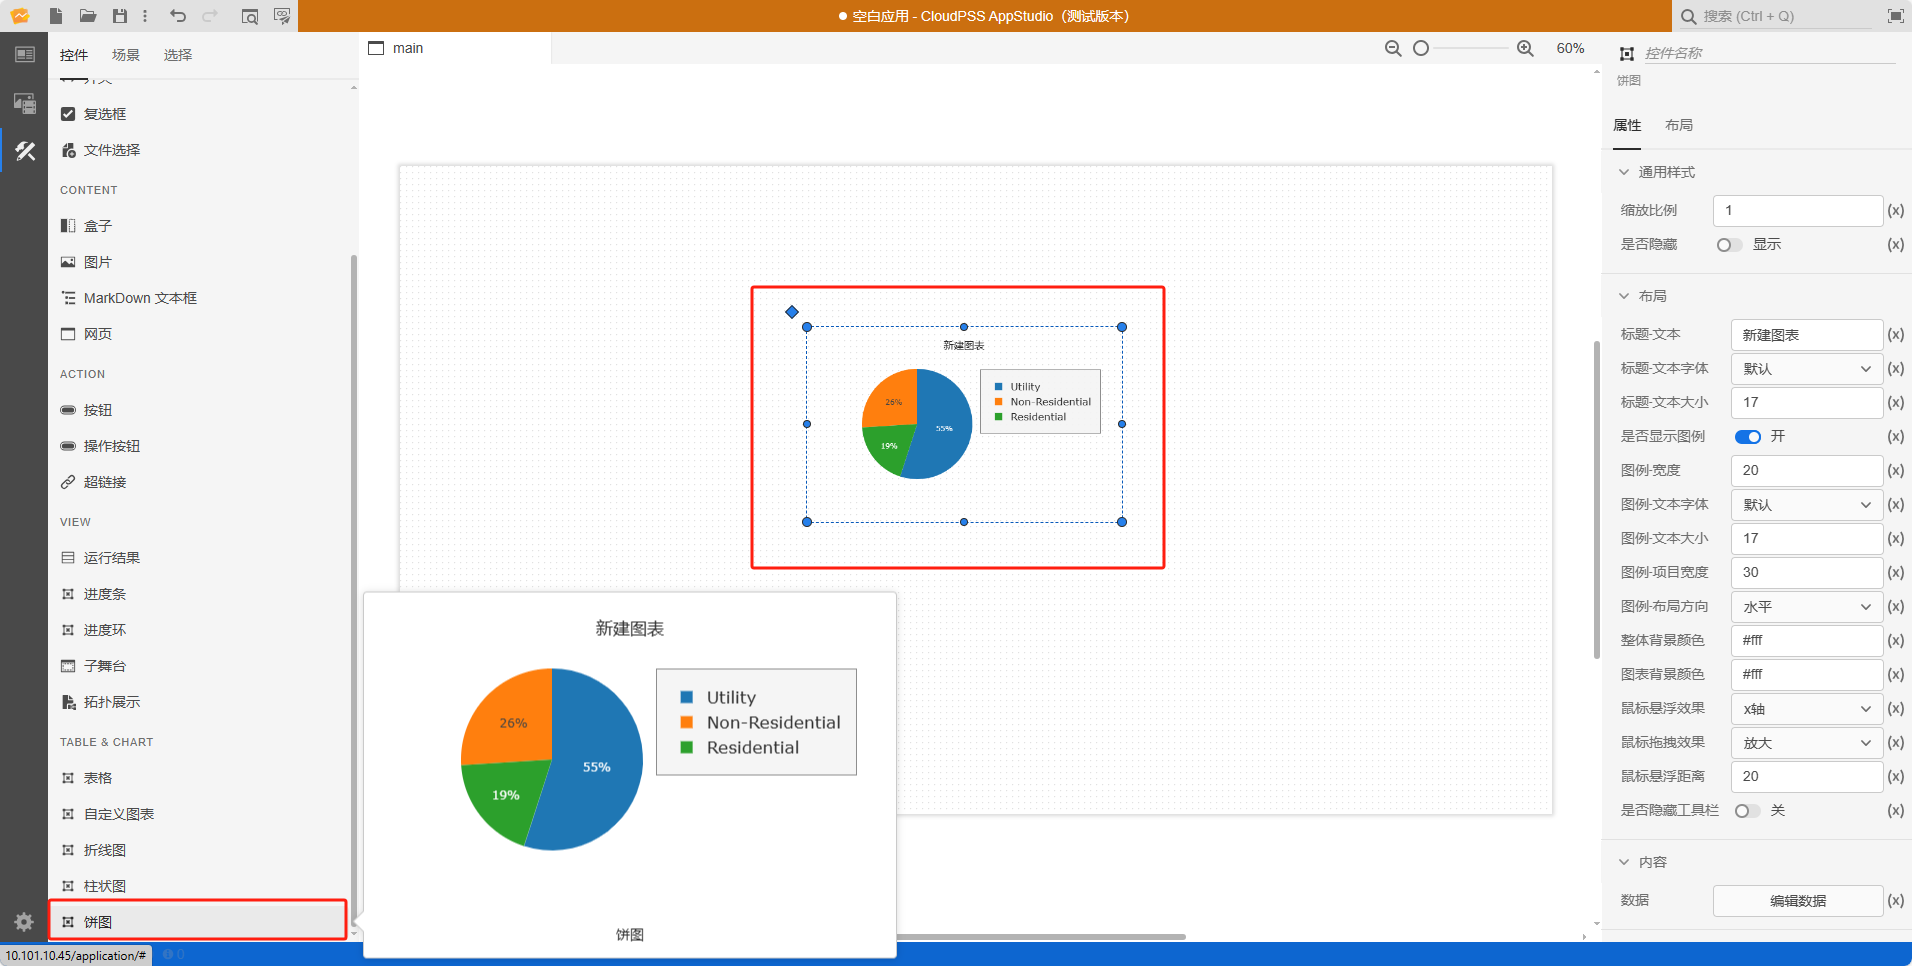 空白应用 - CloudPSS AppStudio（测试版本）
搜索 (Ctrl + Q)
控件
场景
选择
复选框
文件选择
CONTENT
盒子
图片
MarkDown 文本框
网页
ACTION
按钮
操作按钮
超链接
VIEW
运行结果
进度条
进度环
子舞台
拓扑展示
TABLE & CHART
表格
自定义图表
折线图
柱状图
饼图
10.101.10.45/application/#
0
main
60%
新建图表
Utility
Non-Residential
Residential
26%
55%
19%
新建图表
Utility
Non-Residential
Residential
26%
55%
19%
饼图
控件名称
饼图
属性
布局
通用样式
缩放比例 1 (x)
是否隐藏 显示 (x)
布局
标题-文本 新建图表 (x)
标题-文本字体 默认 (x)
标题-文本大小 17 (x)
是否显示图例 开 (x)
图例-宽度 20 (x)
图例-文本字体 默认 (x)
图例-文本大小 17 (x)
图例-项目宽度 30 (x)
图例-布局方向 水平 (x)
整体背景颜色 #fff (x)
图表背景颜色 #fff (x)
鼠标悬浮效果 x轴 (x)
鼠标拖拽效果 放大 (x)
鼠标悬浮距离 20 (x)
是否隐藏工具栏 关 (x)
内容
数据 编辑数据 (x)